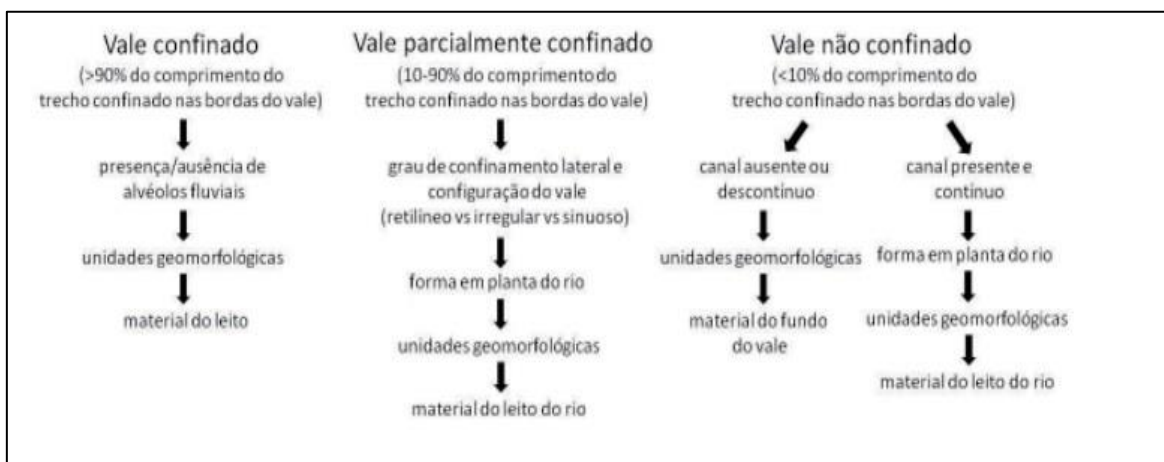 Vale confinado
(>90% do comprimento do
trecho confinado nas bordas do vale)
presença/ausência de
alvéolos fluviais
unidades geomorfológicas
material do leito
Vale parcialmente confinado
(10-90% do comprimento do
trecho confinado nas bordas do vale)
grau de confinamento lateral e
configuração do vale
(retilíneo vs irregular vs sinuoso)
forma em planta do rio
unidades geomorfológicas
material do leito do rio
Vale não confinado
(<10% do comprimento do
trecho confinado nas bordas do vale)
canal ausente ou
descontínuo
unidades geomorfológicas
material do fundo
do vale
canal presente e
contínuo
forma em planta do rio
unidades geomorfológicas
material do leito do rio